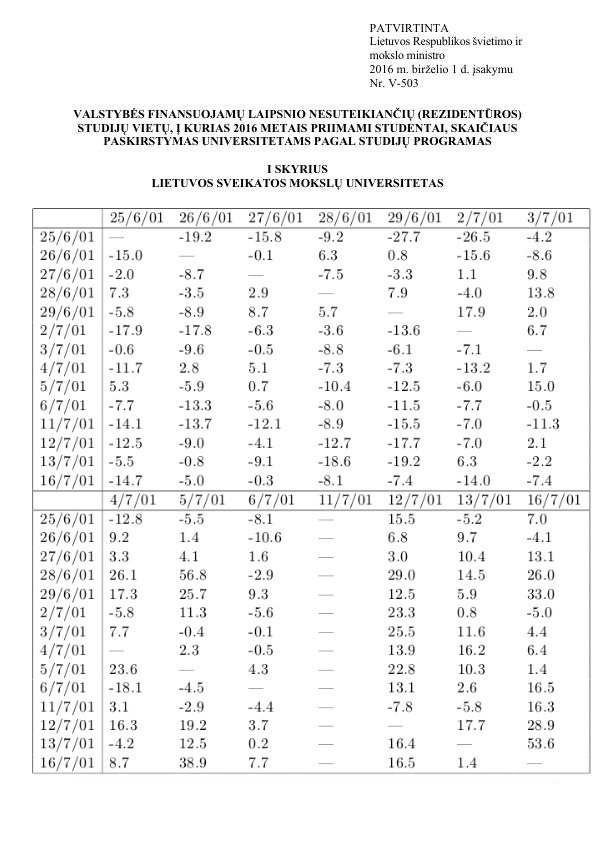 PATVIRTINTA
Lietuvos Respublikos švietimo ir
mokslo ministro
2016 m. birželio 1 d. įsakymu
Nr. V-503
VALSTYBĖS FINANSUOJAMŲ LAIPSNIO NESUTEIKIANČIŲ (REZIDENTŪROS)
STUDIJŲ VIETŲ, Į KURIAS 2016 METAIS PRIIMAMI STUDENTAI, SKAIČIAUS
PASKIRSTYMAS UNIVERSITETAMS PAGAL STUDIJŲ PROGRAMAS
I SKYRIUS
LIETUVOS SVEIKATOS MOKSLŲ UNIVERSITETAS
25/6/01 26/6/01 27/6/01 28/6/01 29/6/01 2/7/01 3/7/01
25/6/01 — -19.2 -15.8 -9.2 -27.7 -26.5 -4.2
26/6/01 -15.0 — -0.1 6.3 0.8 -15.6 -8.6
27/6/01 -2.0 -8.7 — -7.5 -3.3 1.1 9.8
28/6/01 7.3 -3.5 2.9 — 7.9 -4.0 13.8
29/6/01 -5.8 -8.9 8.7 5.7 — 17.9 2.0
2/7/01 -17.9 -17.8 -6.3 -3.6 -13.6 — 6.7
3/7/01 -0.6 -9.6 -0.5 -8.8 -6.1 -7.1 —
4/7/01 -11.7 2.8 5.1 -7.3 -7.3 -13.2 1.7
5/7/01 5.3 -5.9 0.7 -10.4 -12.5 -6.0 15.0
6/7/01 -7.7 -13.3 -5.6 -8.0 -11.5 -7.7 -0.5
11/7/01 -14.1 -13.7 -12.1 -8.9 -15.5 -7.0 -11.3
12/7/01 -12.5 -9.0 -4.1 -12.7 -17.7 -7.0 2.1
13/7/01 -5.5 -0.8 -9.1 -18.6 -19.2 6.3 -2.2
16/7/01 -14.7 -5.0 -0.3 -8.1 -7.4 -14.0 -7.4
4/7/01 5/7/01 6/7/01 11/7/01 12/7/01 13/7/01 16/7/01
25/6/01 -12.8 -5.5 -8.1 — 15.5 -5.2 7.0
26/6/01 9.2 1.4 -10.6 — 6.8 9.7 -4.1
27/6/01 3.3 4.1 1.6 — 3.0 10.4 13.1
28/6/01 26.1 56.8 -2.9 — 29.0 14.5 26.0
29/6/01 17.3 25.7 9.3 — 12.5 5.9 33.0
2/7/01 -5.8 11.3 -5.6 — 23.3 0.8 -5.0
3/7/01 7.7 -0.4 -0.1 — 25.5 11.6 4.4
4/7/01 — 2.3 -0.5 — 13.9 16.2 6.4
5/7/01 23.6 — 4.3 — 22.8 10.3 1.4
6/7/01 -18.1 -4.5 — — 13.1 2.6 16.5
11/7/01 3.1 -2.9 -4.4 — -7.8 -5.8 16.3
12/7/01 16.3 19.2 3.7 — — 17.7 28.9
13/7/01 -4.2 12.5 0.2 — 16.4 — 53.6
16/7/01 8.7 38.9 7.7 — 16.5 1.4 —